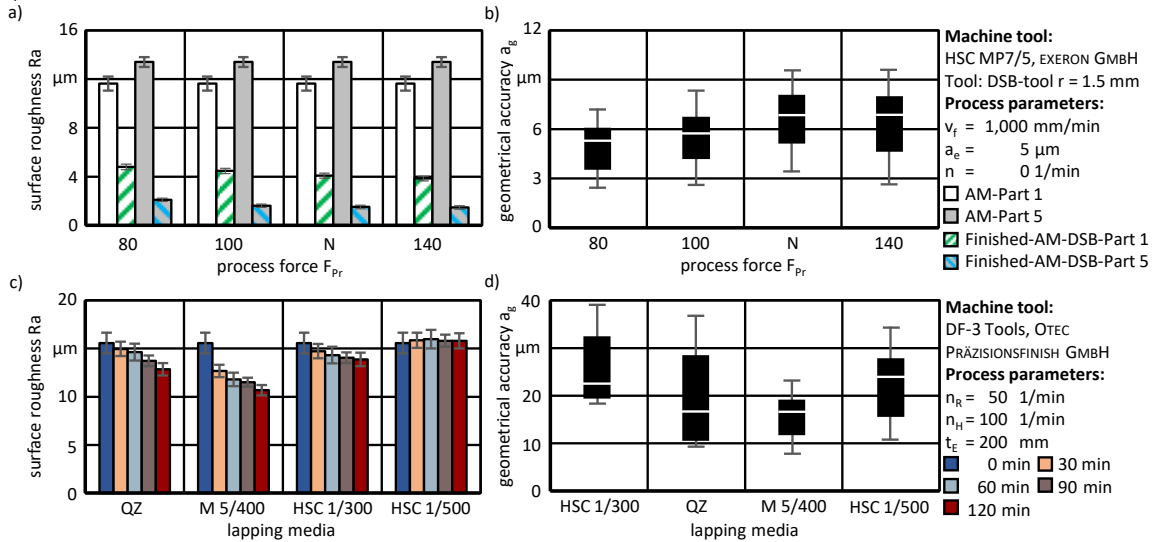 a)
surface roughness Ra
16
µm
8
4
0
80
100
N
140
process force F_Pr
b)
geometrical accuracy a_g
12
µm
6
3
0
80
100
N
140
process force F_Pr
Machine tool:
HSC MP7/5, EXERON GMBH
Tool: DSB-tool r = 1.5 mm
Process parameters:
v_f = 1,000 mm/min
a_e = 5 µm
n = 0 1/min
AM-Part 1
AM-Part 5
Finished-AM-DSB-Part 1
Finished-AM-DSB-Part 5
c)
surface roughness Ra
20
µm
10
5
0
QZ
M 5/400
HSC 1/300
HSC 1/500
lapping media
d)
geometrical accuracy a_g
40
µm
20
10
0
HSC 1/300
QZ
M 5/400
HSC 1/500
lapping media
Machine tool:
DF-3 Tools, OTEC
PRÄZISIONSFINISH GMBH
Process parameters:
n_R = 50 1/min
n_H = 100 1/min
t_E = 200 mm
0 min 30 min
60 min 90 min
120 min